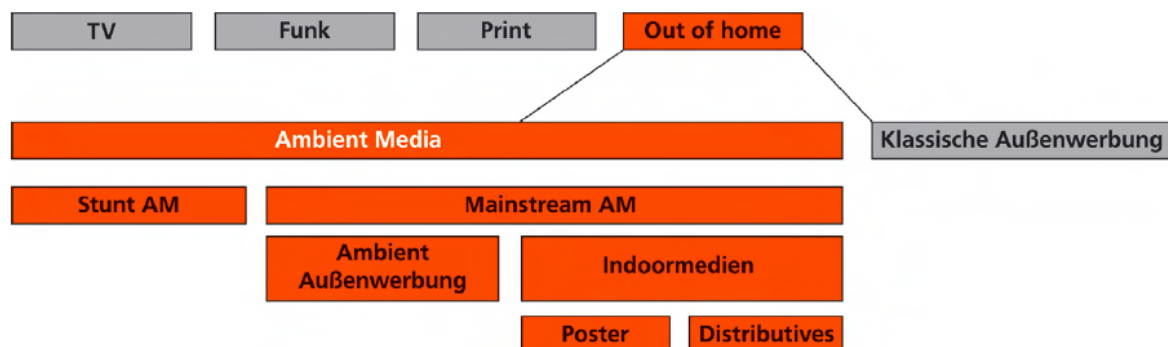 TV
Funk
Print
Out of home
Ambient Media
Klassische Außenwerbung
Stunt AM
Mainstream AM
Ambient
Außenwerbung
Indoormedien
Poster
Distributives